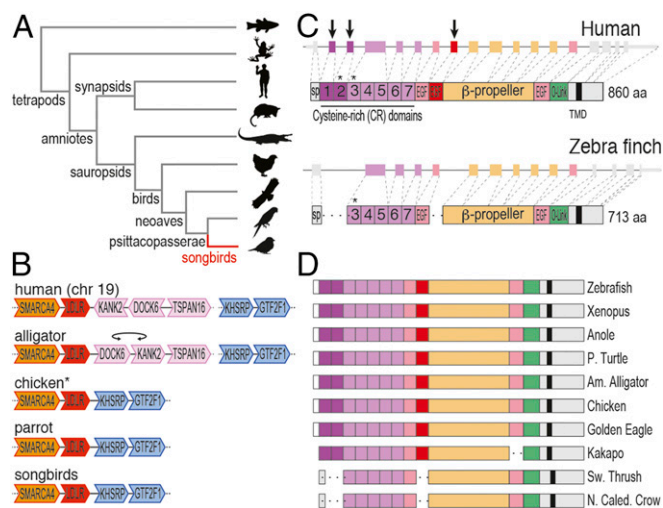 A
tetrapods
amniotes
synapsids
sauropsids
birds
neoaves
psittacopasserae
songbirds
B
human (chr 19)
SMARCA4 LDLR KANK2 DOCK6 TSPAN16 KHSRP GTF2F1
alligator
SMARCA4 LDLR DOCK6 KANK2 TSPAN16 KHSRP GTF2F1
chicken*
SMARCA4 LDLR KHSRP GTF2F1
parrot
SMARCA4 LDLR KHSRP GTF2F1
songbirds
SMARCA4 LDLR KHSRP GTF2F1
C
Human
* *
sp 1 2 3 4 5 6 7 EGF β-propeller EGF O-Link 860 aa
Cysteine-rich (CR) domains
TMD
Zebra finch
*
sp 3 4 5 6 7 EGF β-propeller EGF O-Link 713 aa
D
Zebrafish
Xenopus
Anole
P. Turtle
Am. Alligator
Chicken
Golden Eagle
Kakapo
Sw. Thrush
N. Caled. Crow